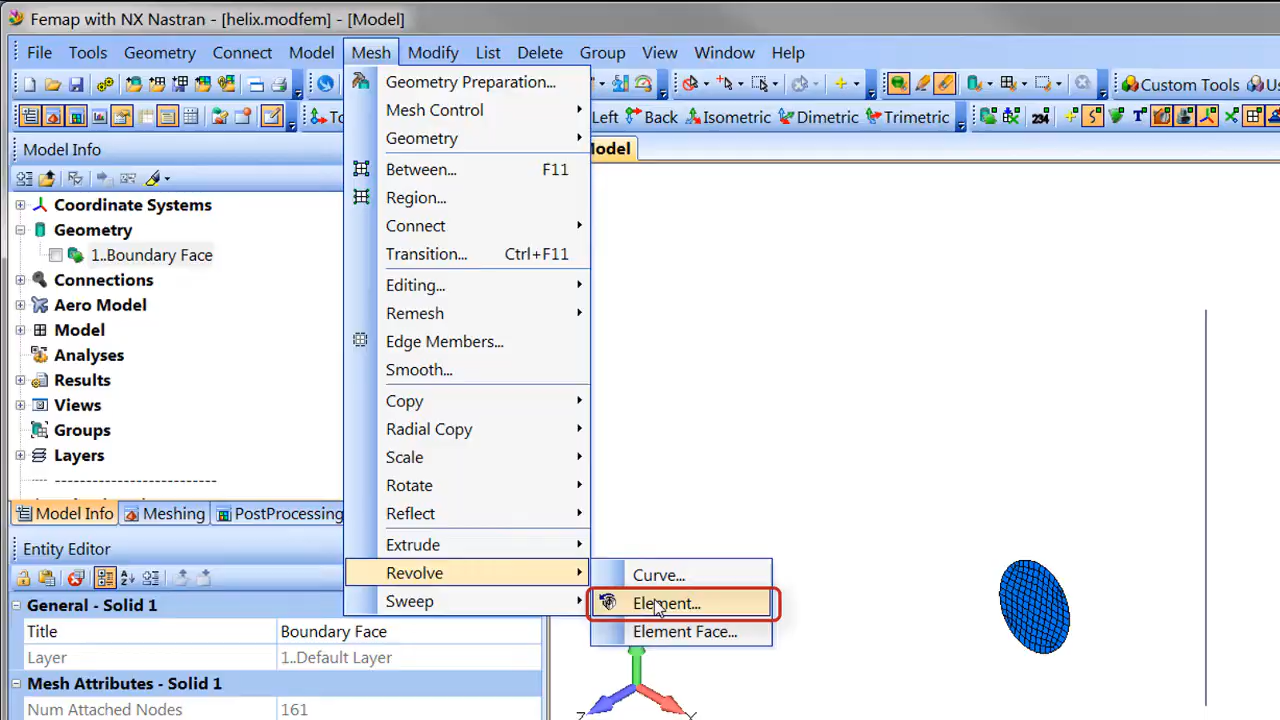 Femap with NX Nastran - [helix.modfem] - [Model]
File Tools Geometry Connect Model Mesh Modify List Delete Group View Window Help
Custom Tools
Left Back Isometric Dimetric Trimetric
234
Model Info
Coordinate Systems
Geometry
1..Boundary Face
Connections
Aero Model
Model
Analyses
Results
Views
Groups
Layers
Model Info Meshing PostProcessing
Entity Editor
General - Solid 1
Title Boundary Face
Layer 1..Default Layer
Mesh Attributes - Solid 1
Num Attached Nodes 161
Geometry Preparation...
Mesh Control
Geometry
Between... F11
Region...
Connect
Transition... Ctrl+F11
Editing...
Remesh
Edge Members...
Smooth...
Copy
Radial Copy
Scale
Rotate
Reflect
Extrude
Revolve
Sweep
Curve...
Element...
Element Face...